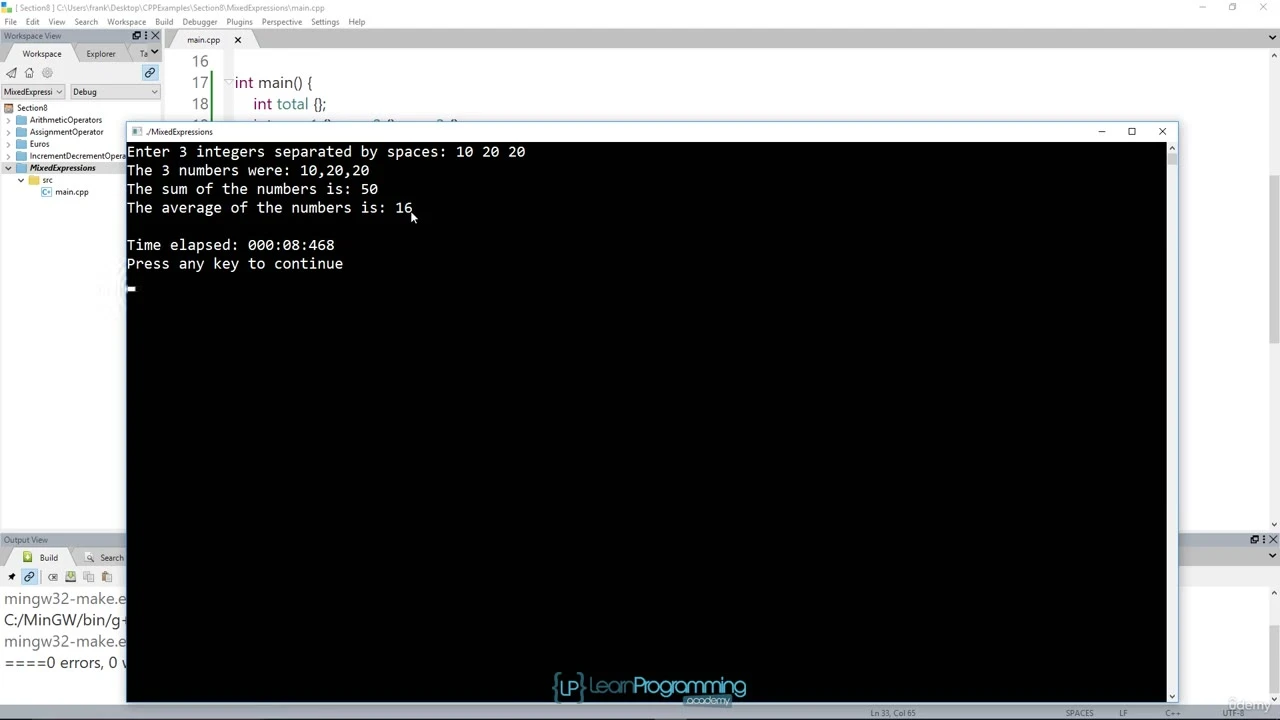 [ Section8 ] C:\Users\frank\Desktop\CPPExamples\Section8\MixedExpressions\main.cpp
File Edit View Search Workspace Build Debugger Plugins Perspective Settings Help
Workspace View
main.cpp
Workspace Explorer Ta
MixedExpressi Debug
Section8
ArithmeticOperators
AssignmentOperator
Euros
IncrementDecrementOpera
MixedExpressions
src
main.cpp
16
17 int main() {
18 int total {};
./MixedExpressions
Enter 3 integers separated by spaces: 10 20 20
The 3 numbers were: 10,20,20
The sum of the numbers is: 50
The average of the numbers is: 16
Time elapsed: 000:08:468
Press any key to continue
Output View
Build Search
mingw32-make.e
C:/MinGW/bin/g+
mingw32-make.e
====0 errors, 0 w
{LP} LearnProgramming
academy
Ln 33, Col 65 SPACES LF C++ UTF-8
ûdemy